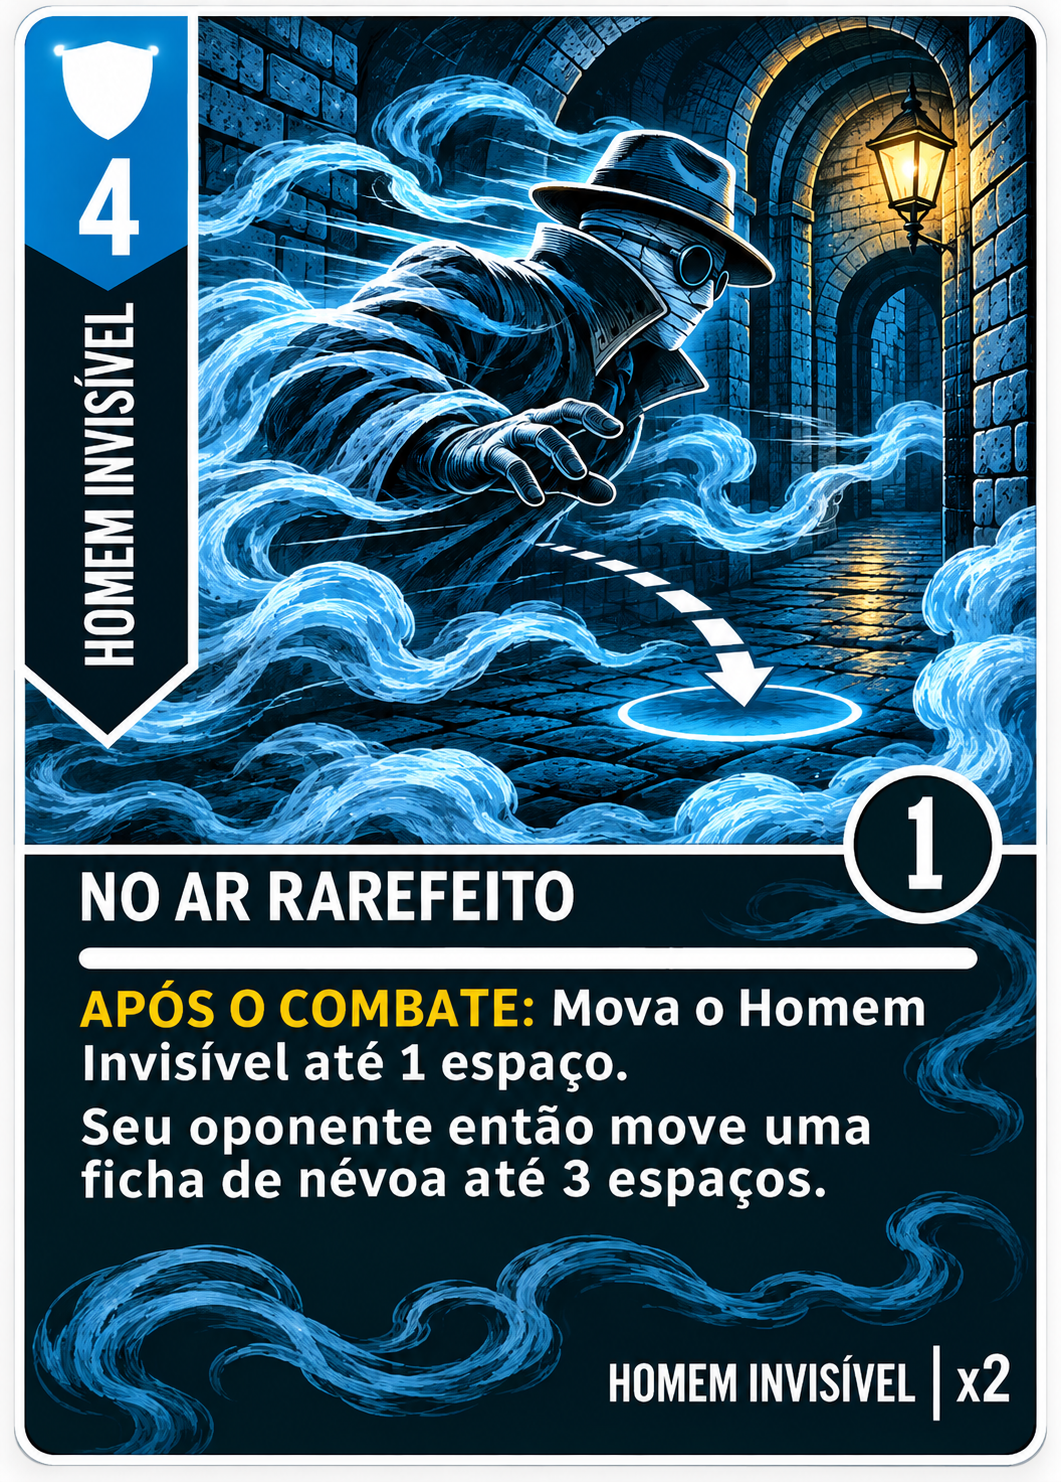 4
HOMEM INVISÍVEL
1
NO AR RAREFEITO
APÓS O COMBATE: Mova o Homem
Invisível até 1 espaço.
Seu oponente então move uma
ficha de névoa até 3 espaços.
HOMEM INVISÍVEL | x2